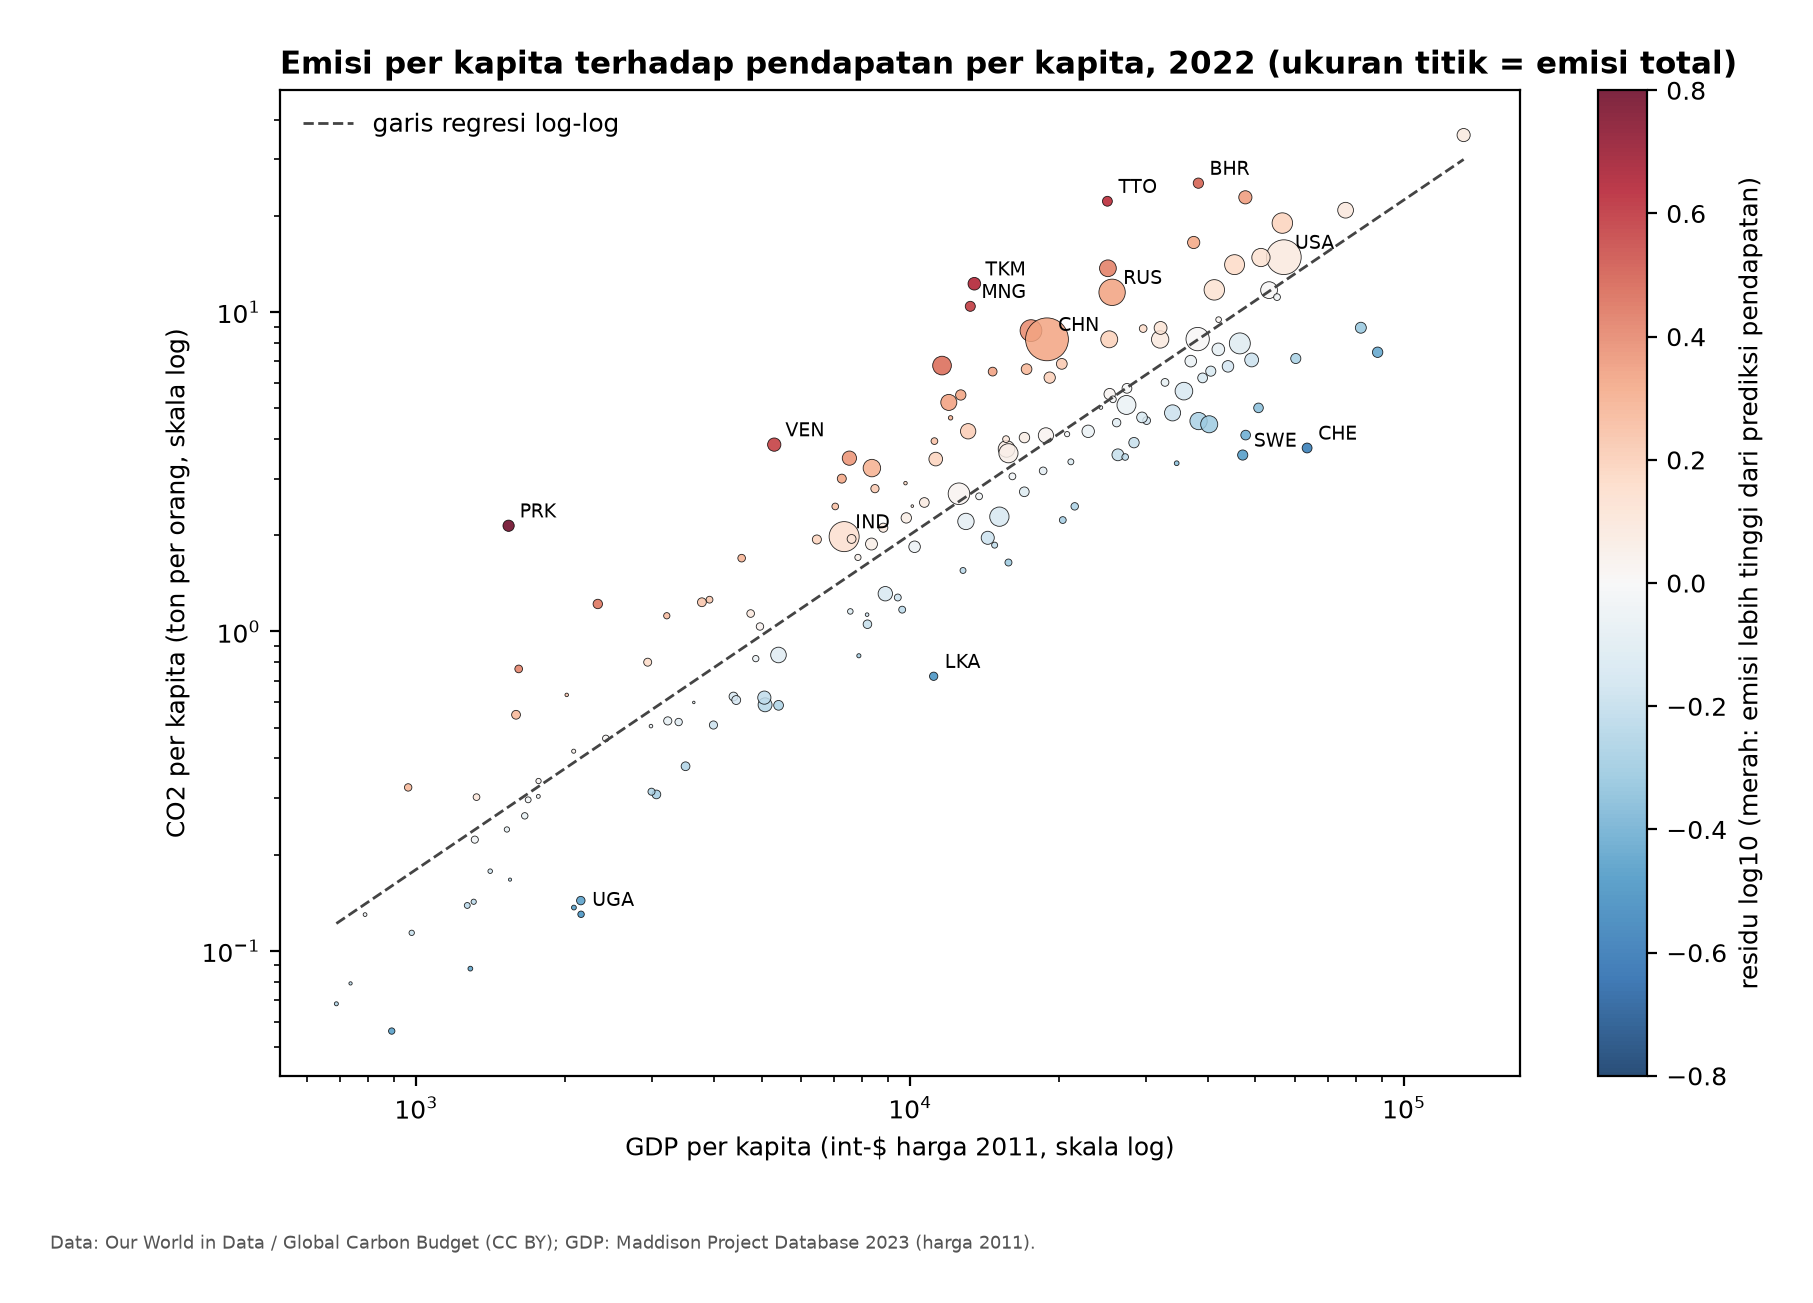 Emisi per kapita terhadap pendapatan per kapita, 2022 (ukuran titik = emisi total)
garis regresi log-log
CO2 per kapita (ton per orang, skala log)
10¹
10⁰
10⁻¹
BHR
TTO
USA
TKM
RUS
MNG
CHN
VEN
CHE
SWE
PRK
IND
LKA
UGA
10³
10⁴
10⁵
GDP per kapita (int-$ harga 2011, skala log)
0.8
0.6
0.4
0.2
0.0
−0.2
−0.4
−0.6
−0.8
residu log10 (merah: emisi lebih tinggi dari prediksi pendapatan)
Data: Our World in Data / Global Carbon Budget (CC BY); GDP: Maddison Project Database 2023 (harga 2011).